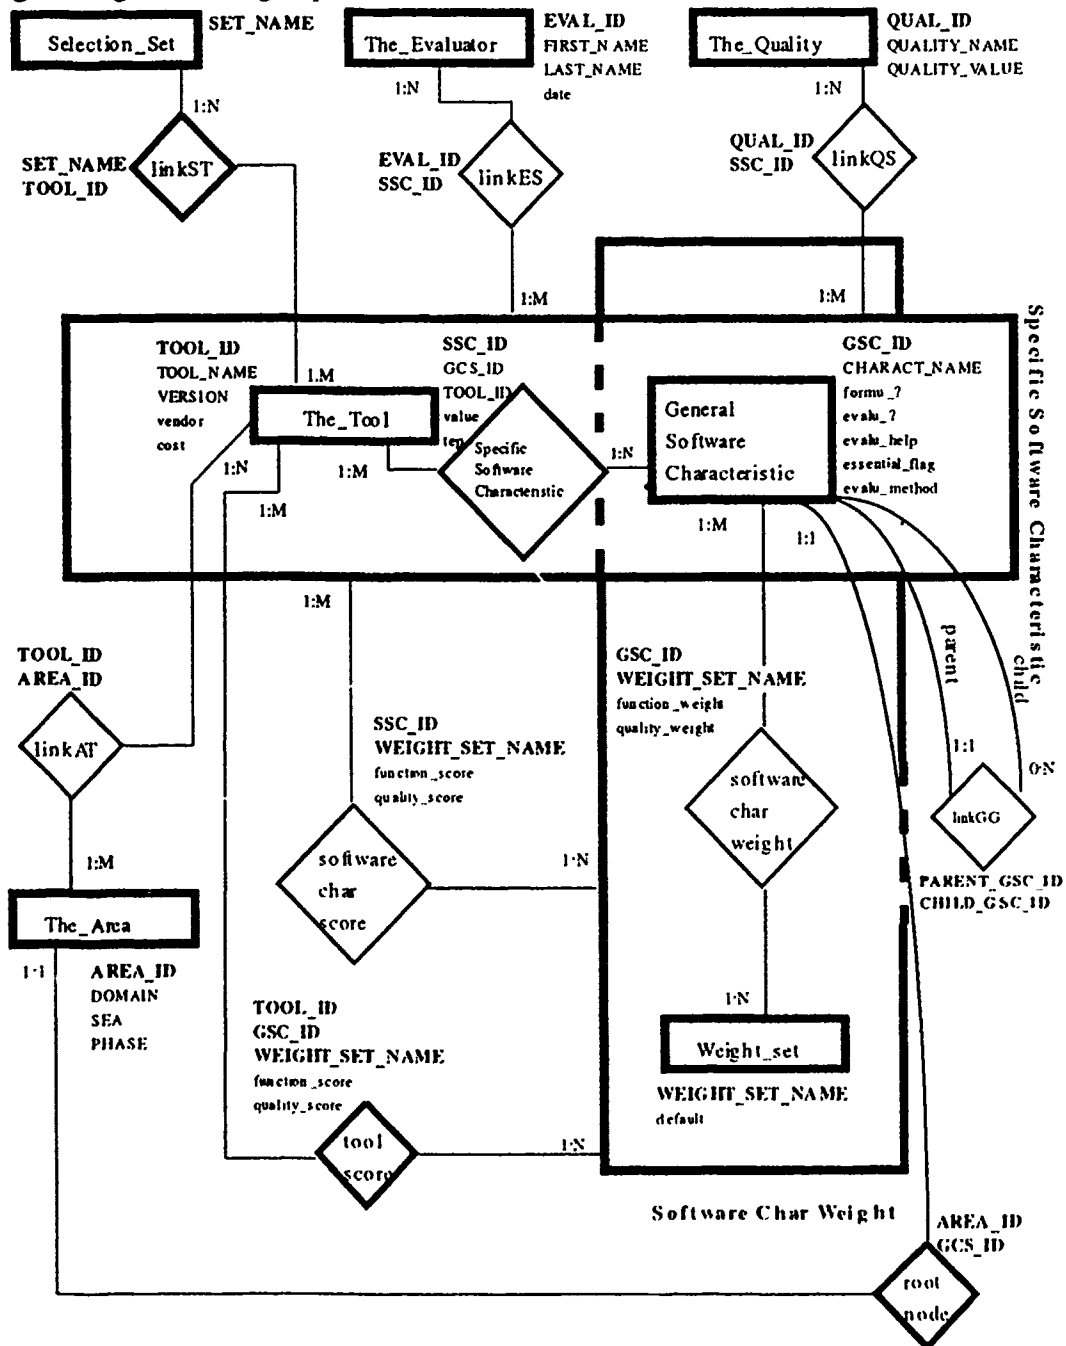 Selection_Set
SET_NAME
The_Evaluator
EVAL_ID
FIRST_NAME
LAST_NAME
date
The_Quality
QUAL_ID
QUALITY_NAME
QUALITY_VALUE
1:N
1:N
1:N
SET_NAME
TOOL_ID
linkST
EVAL_ID
SSC_ID
linkES
QUAL_ID
SSC_ID
linkQS
1:M
1:M
Specific Software Characteristic
TOOL_ID
TOOL_NAME
VERSION
vendor
cost
1:M
The_Tool
1:N
1:M
1:M
SSC_ID
GCS_ID
TOOL_ID
value
Specific
Software
Characteristic
1:N
General
Software
Characteristic
GSC_ID
CHARACT_NAME
formu_?
evalu_?
evalu_help
essential_flag
evalu_method
1:M
1:1
1:M
parent
child
TOOL_ID
AREA_ID
linkAT
GSC_ID
WEIGHT_SET_NAME
function_weight
quality_weight
SSC_ID
WEIGHT_SET_NAME
function_score
quality_score
software
char
weight
1:1
0:N
linkGG
PARENT_GSC_ID
CHILD_GSC_ID
software
char
score
1:N
1:M
The_Area
1:1
AREA_ID
DOMAIN
SEA
PHASE
TOOL_ID
GSC_ID
WEIGHT_SET_NAME
function_score
quality_score
tool
score
1:N
1:N
Weight_set
WEIGHT_SET_NAME
default
Software Char Weight
AREA_ID
GCS_ID
root
node